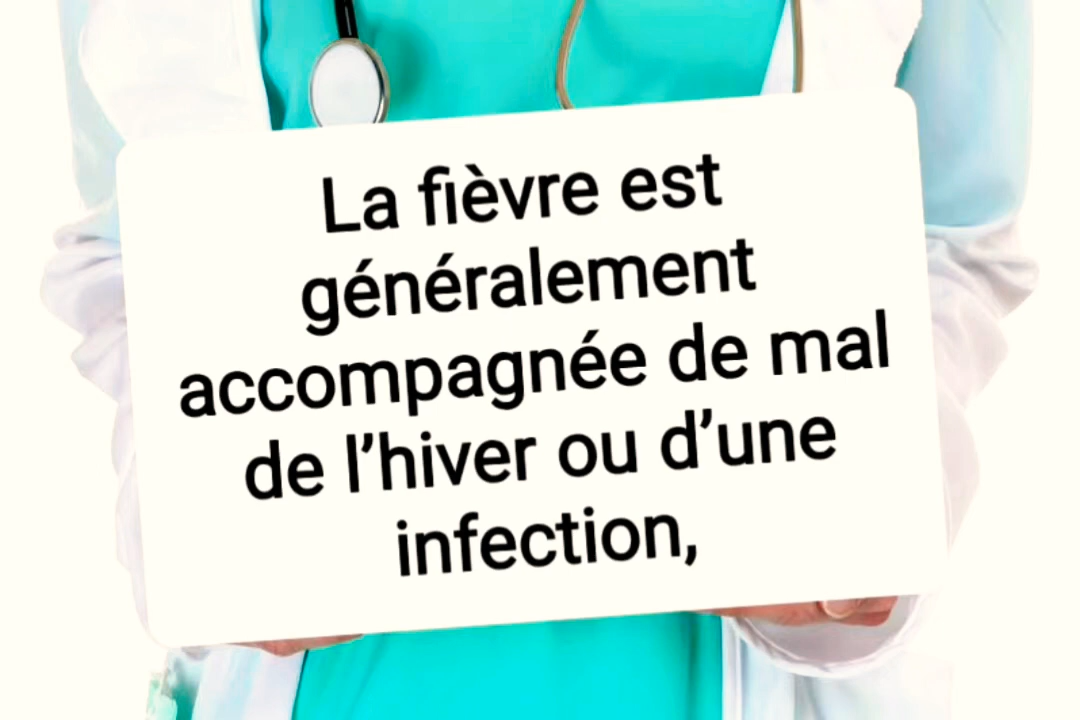 La fièvre est
généralement
accompagnée de mal
de l’hiver ou d’une
infection,